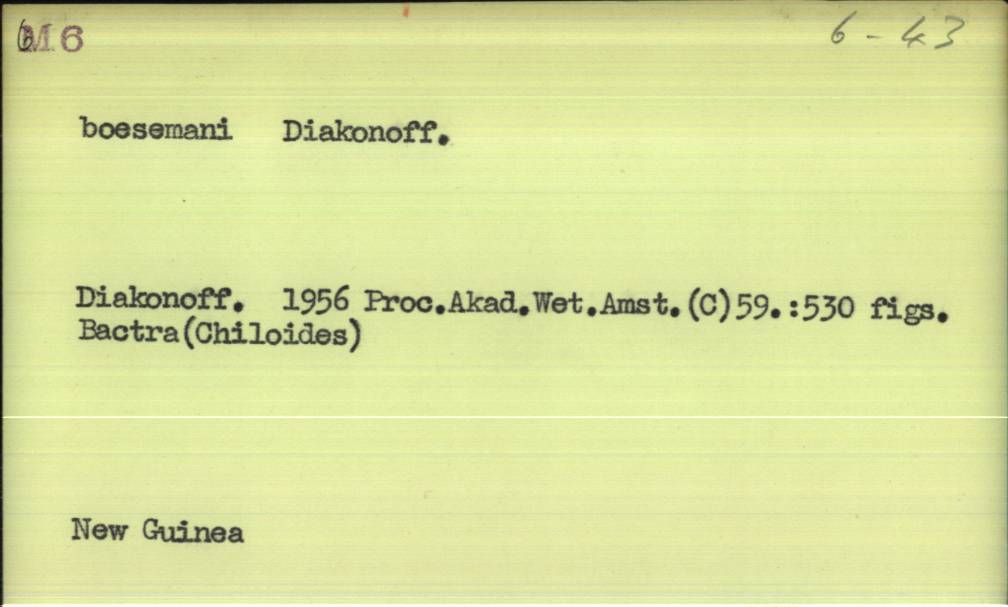 M6 6 - 43
boesemani Diakonoff.
Diakonoff. 1956 Proc.Akad.Wet.Amst.(C)59.:530 figs.
Bactra(Chiloides)
New Guinea